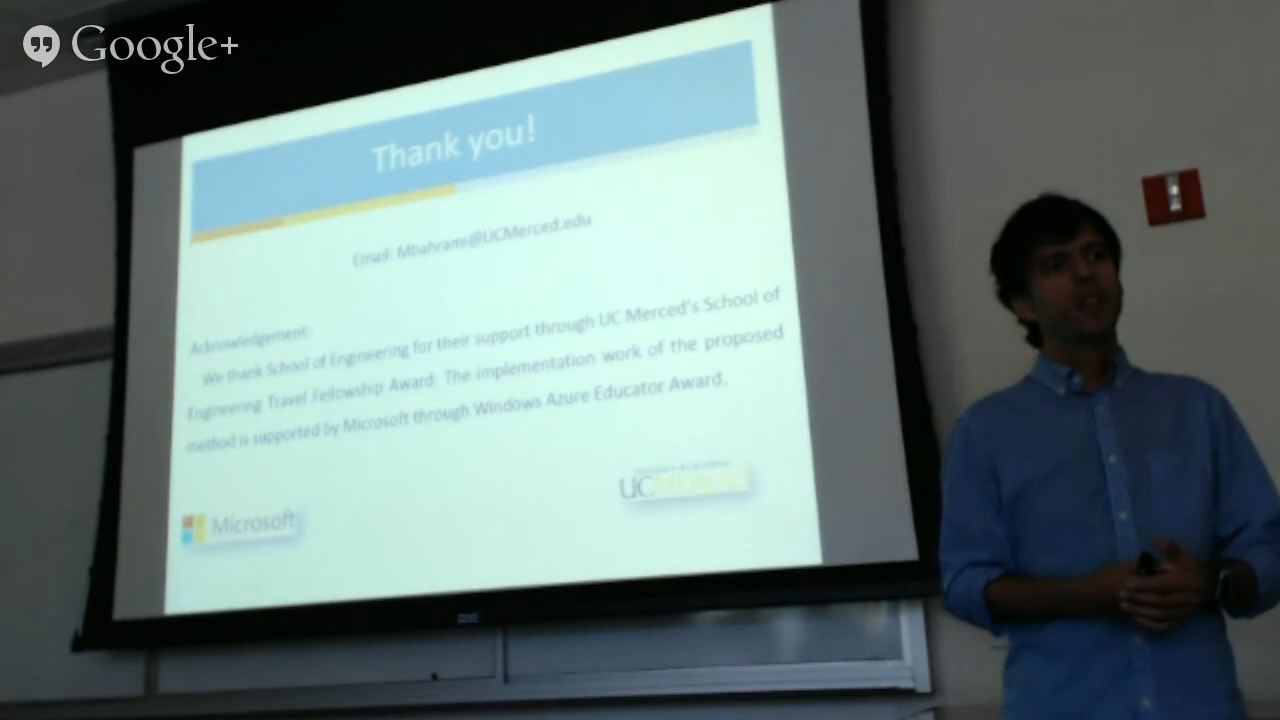 Google+
Thank you!
Email: Mbahrami@UCMerced.edu
Acknowledgement:
We thank School of Engineering for their support through UC Merced's School of
Engineering Travel Fellowship Award. The implementation work of the proposed
method is supported by Microsoft through Windows Azure Educator Award.
UC MERCED
Microsoft